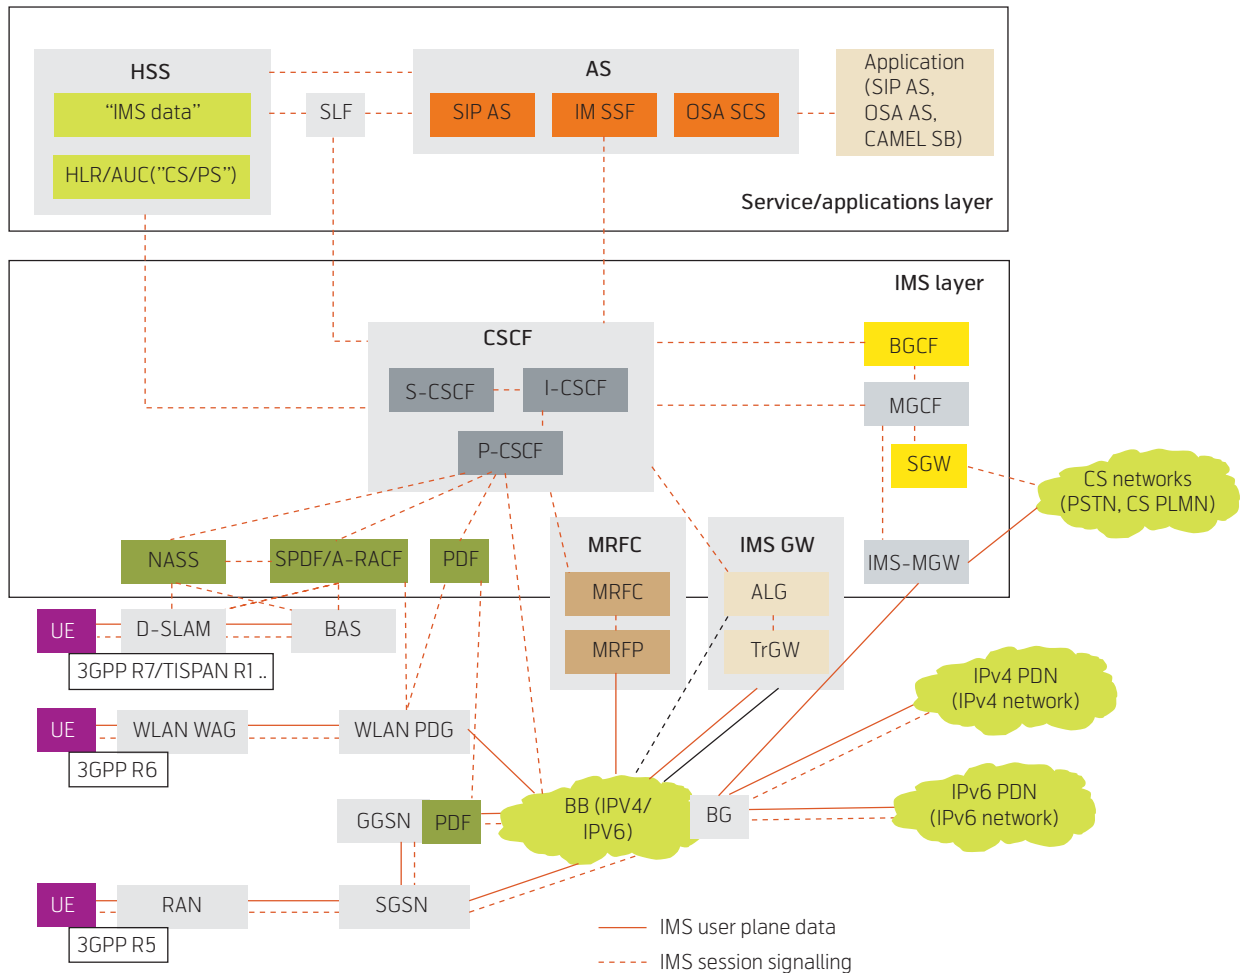 HSS
"IMS data"
HLR/AUC("CS/PS")
SLF
AS
SIP AS
IM SSF
OSA SCS
Application
(SIP AS,
OSA AS,
CAMEL SB)
Service/applications layer
IMS layer
CSCF
S-CSCF
I-CSCF
P-CSCF
BGCF
MGCF
SGW
CS networks
(PSTN, CS PLMN)
NASS
SPDF/A-RACF
PDF
MRFC
MRFC
MRFP
IMS GW
ALG
TrGW
IMS-MGW
UE
D-SLAM
BAS
3GPP R7/TISPAN R1 ..
UE
WLAN WAG
WLAN PDG
3GPP R6
IPv4 PDN
(IPv4 network)
GGSN
PDF
BB (IPV4/
IPV6)
BG
IPv6 PDN
(IPv6 network)
UE
RAN
SGSN
3GPP R5
IMS user plane data
IMS session signalling